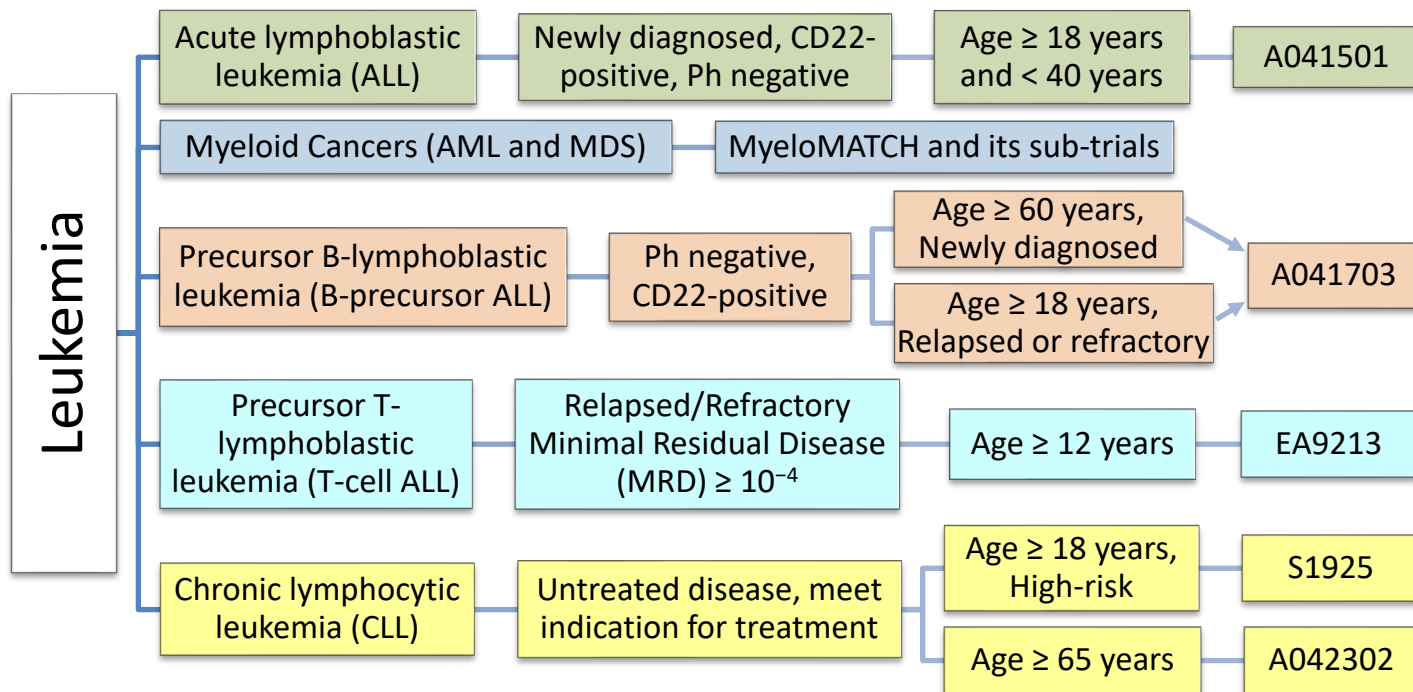 Leukemia
Acute lymphoblastic
leukemia (ALL)
Newly diagnosed, CD22-
positive, Ph negative
Age ≥ 18 years
and < 40 years
A041501
Myeloid Cancers (AML and MDS)
MyeloMATCH and its sub-trials
Precursor B-lymphoblastic
leukemia (B-precursor ALL)
Ph negative,
CD22-positive
Age ≥ 60 years,
Newly diagnosed
Age ≥ 18 years,
Relapsed or refractory
A041703
Precursor T-
lymphoblastic
leukemia (T-cell ALL)
Relapsed/Refractory
Minimal Residual Disease
(MRD) ≥ 10⁻⁴
Age ≥ 12 years
EA9213
Chronic lymphocytic
leukemia (CLL)
Untreated disease, meet
indication for treatment
Age ≥ 18 years,
High-risk
S1925
Age ≥ 65 years
A042302